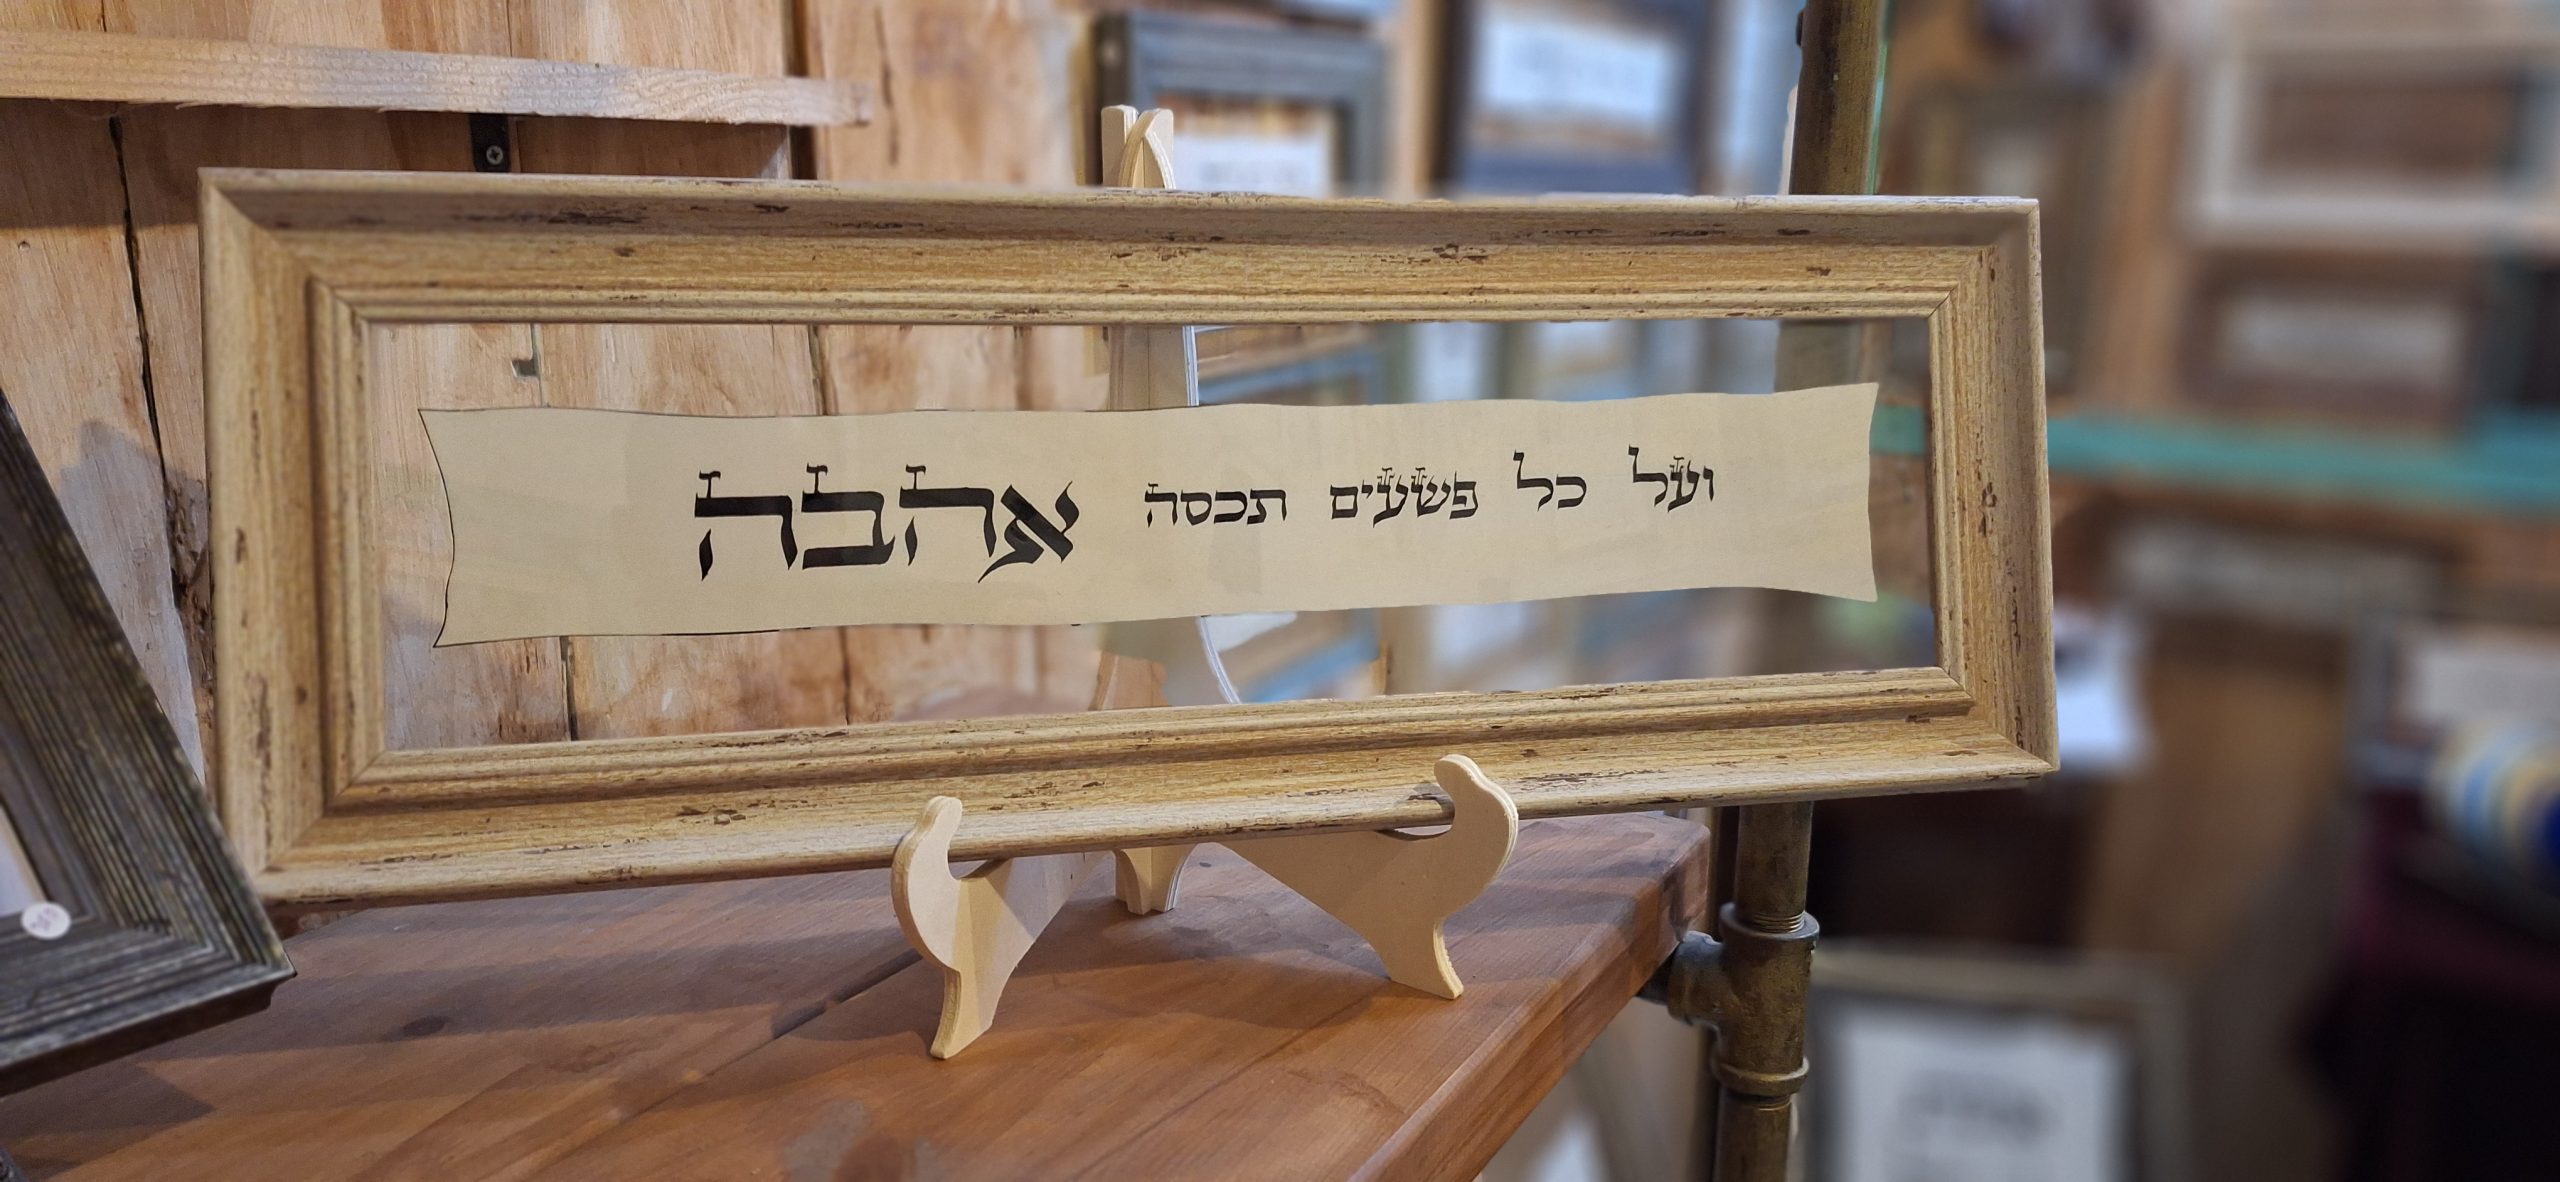 ועל כל פשעים תכסה אהבה